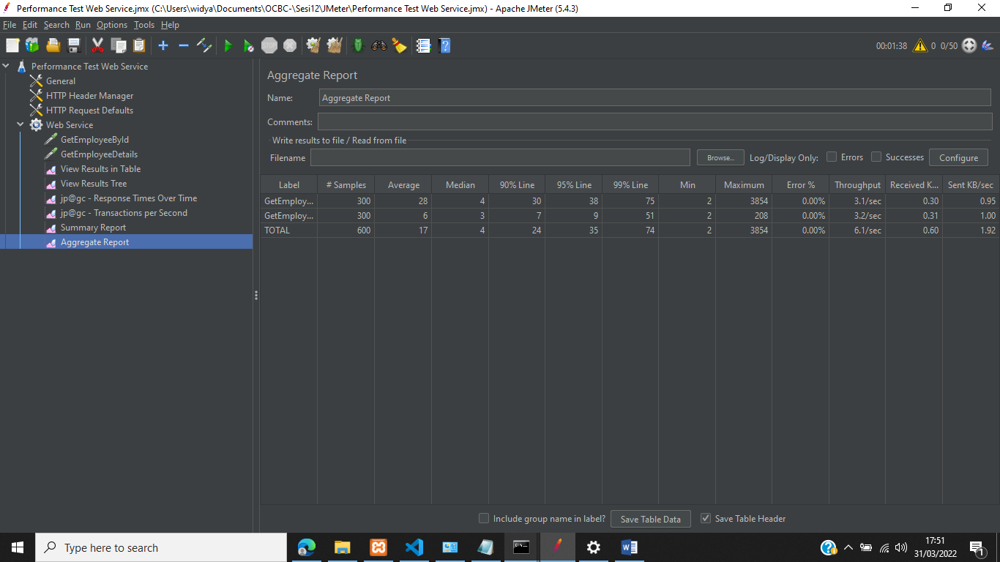 Performance Test Web Service.jmx (C:\Users\widya\Documents\OCBC-\Sesi12\JMeter\Performance Test Web Service.jmx) - Apache JMeter (5.4.3)
File Edit Search Run Options Tools Help
STOP 00:01:38 0 0/50
Performance Test Web Service
General
HTTP Header Manager
HTTP Request Defaults
Web Service
GetEmployeeById
GetEmployeeDetails
View Results in Table
View Results Tree
jp@gc - Response Times Over Time
jp@gc - Transactions per Second
Summary Report
Aggregate Report
Aggregate Report
Name: Aggregate Report
Comments:
Write results to file / Read from file
Filename Browse... Log/Display Only: Errors Successes Configure
Label # Samples Average Median 90% Line 95% Line 99% Line Min Maximum Error % Throughput Received K... Sent KB/sec
GetEmploy... 300 28 4 30 38 75 2 3854 0.00% 3.1/sec 0.30 0.95
GetEmploy... 300 6 3 7 9 51 2 208 0.00% 3.2/sec 0.31 1.00
TOTAL 600 17 4 24 35 74 2 3854 0.00% 6.1/sec 0.60 1.92
Include group name in label? Save Table Data Save Table Header
Type here to search
17:51
31/03/2022
1